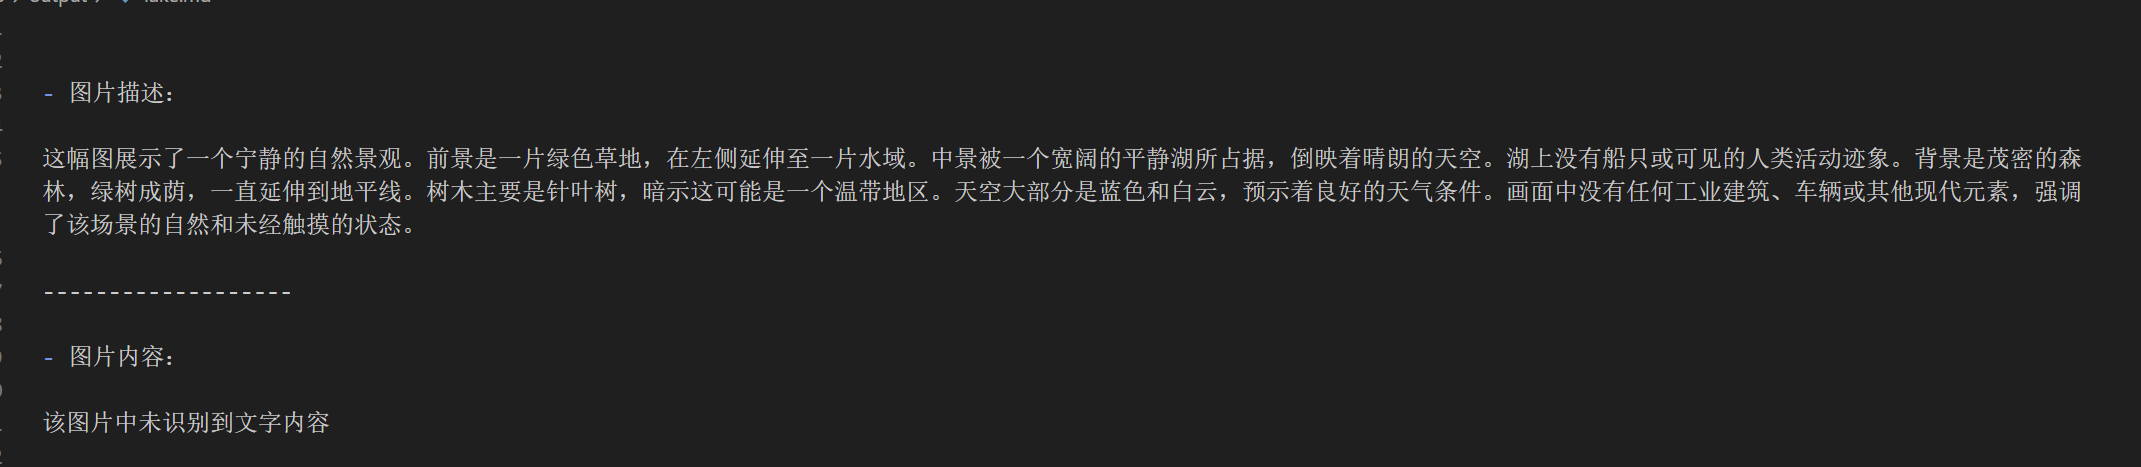 - 图片描述：
这幅图展示了一个宁静的自然景观。前景是一片绿色草地，在左侧延伸至一片水域。中景被一个宽阔的平静湖所占据，倒映着晴朗的天空。湖上没有船只或可见的人类活动迹象。背景是茂密的森
林，绿树成荫，一直延伸到地平线。树木主要是针叶树，暗示这可能是一个温带地区。天空大部分是蓝色和白云，预示着良好的天气条件。画面中没有任何工业建筑、车辆或其他现代元素，强调
了该场景的自然和未经触摸的状态。
-------------------
- 图片内容：
该图片中未识别到文字内容